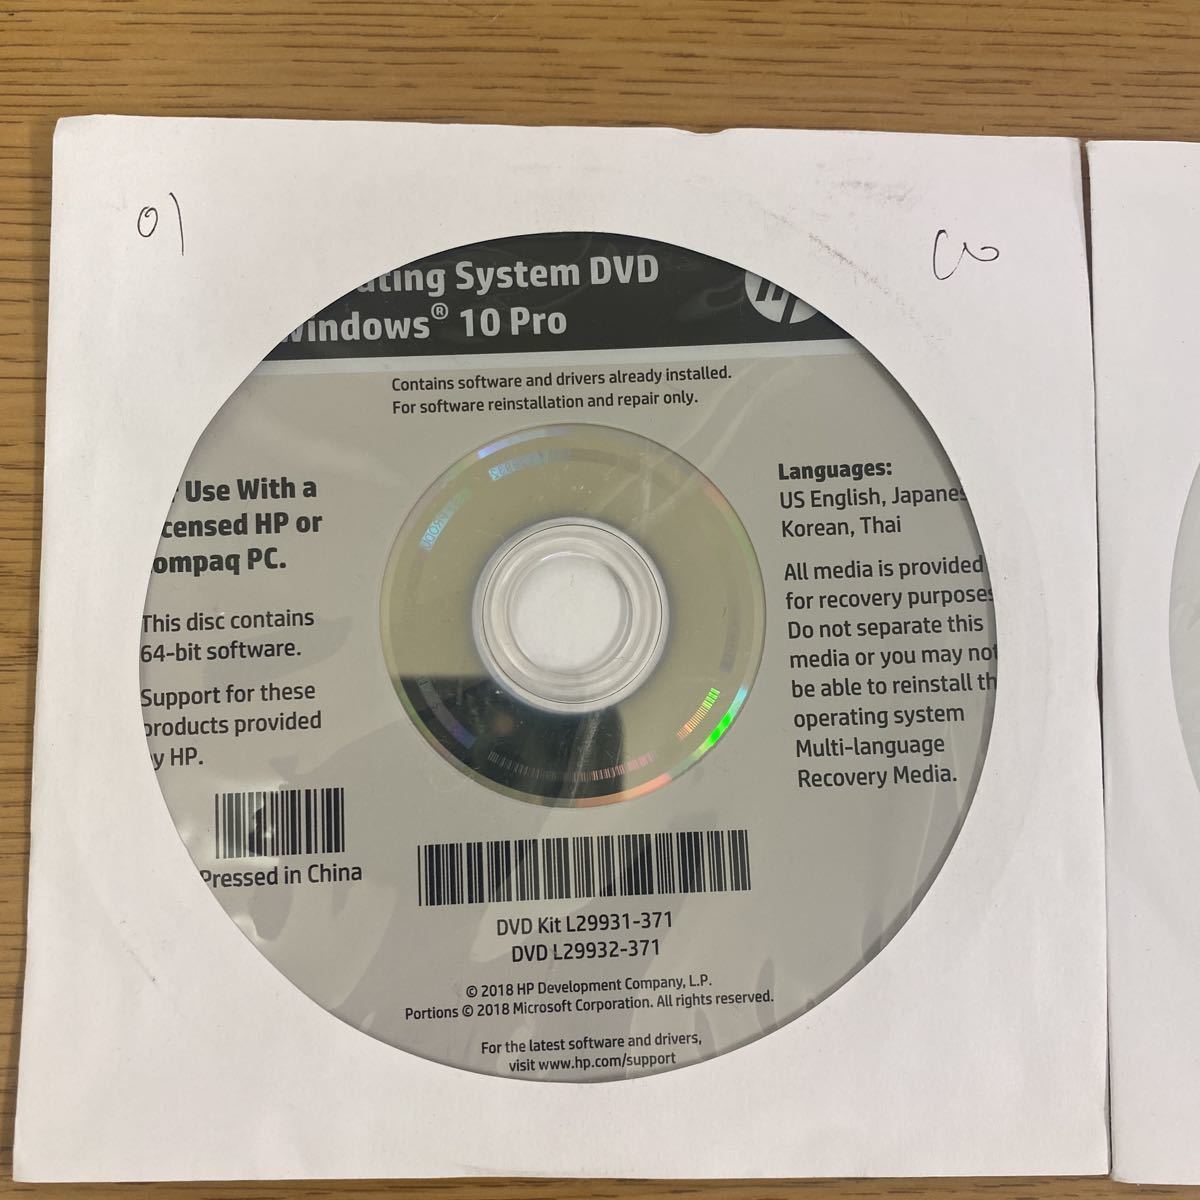 01
System DVD
Windows® 10 Pro
hp
Contains software and drivers already installed.
For software reinstallation and repair only.
Use With a
HP or
PC.
This disc contains
64-bit software.
Support for these
products provided
by HP.
Pressed in China
Languages:
US English, Japanes
Korean, Thai
All media is provided
for recovery purposes
Do not separate this
media or you may not
be able to reinstall th
operating system
Multi-language
Recovery Media.
DVD Kit L29931-371
DVD L29932-371
© 2018 HP Development Company, L.P.
Portions © 2018 Microsoft Corporation. All rights reserved.
For the latest software and drivers,
visit www.hp.com/support